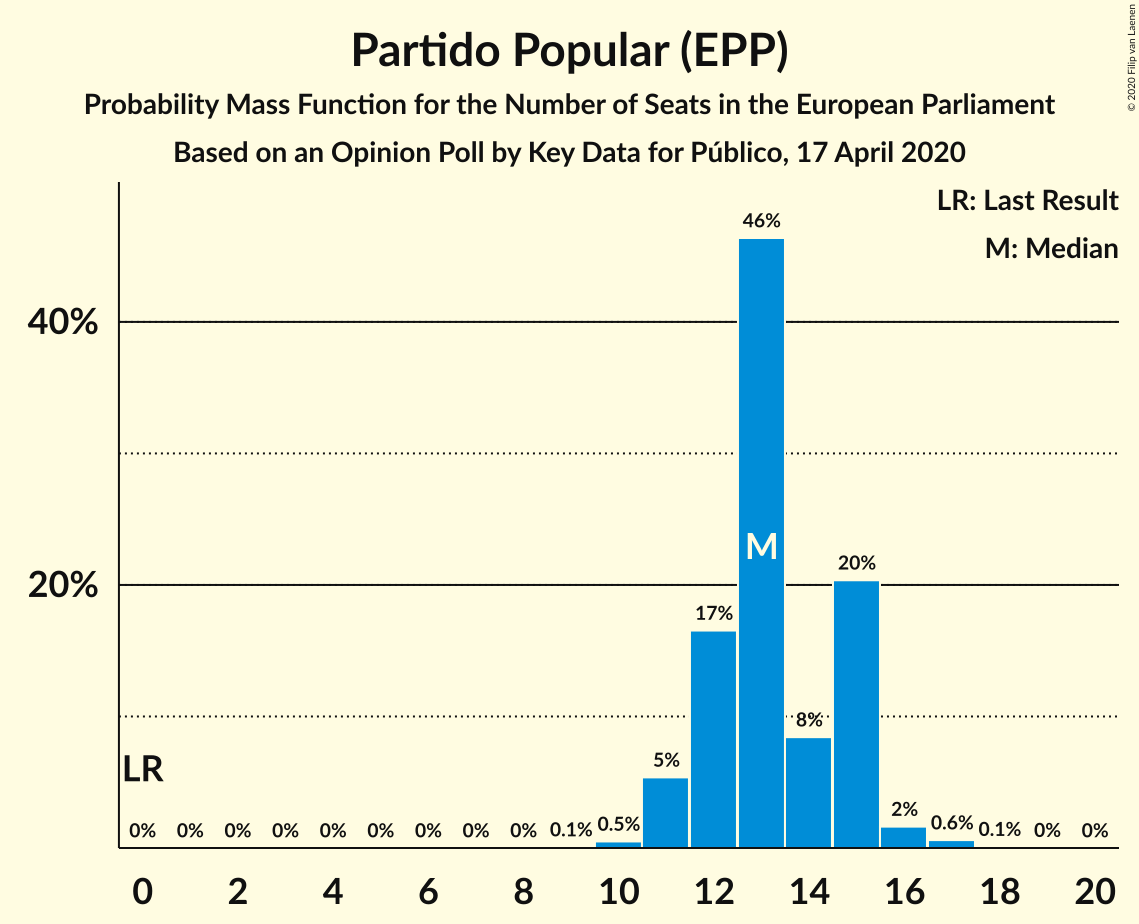 Partido Popular (EPP)
Probability Mass Function for the Number of Seats in the European Parliament
Based on an Opinion Poll by Key Data for Público, 17 April 2020
© 2020 Filip van Laenen
LR: Last Result
M: Median
40%
20%
46%
M
20%
17%
8%
5%
LR
0% 0% 0% 0% 0% 0% 0% 0% 0% 0.1% 0.5% 2% 0.6% 0.1% 0% 0%
0 2 4 6 8 10 12 14 16 18 20